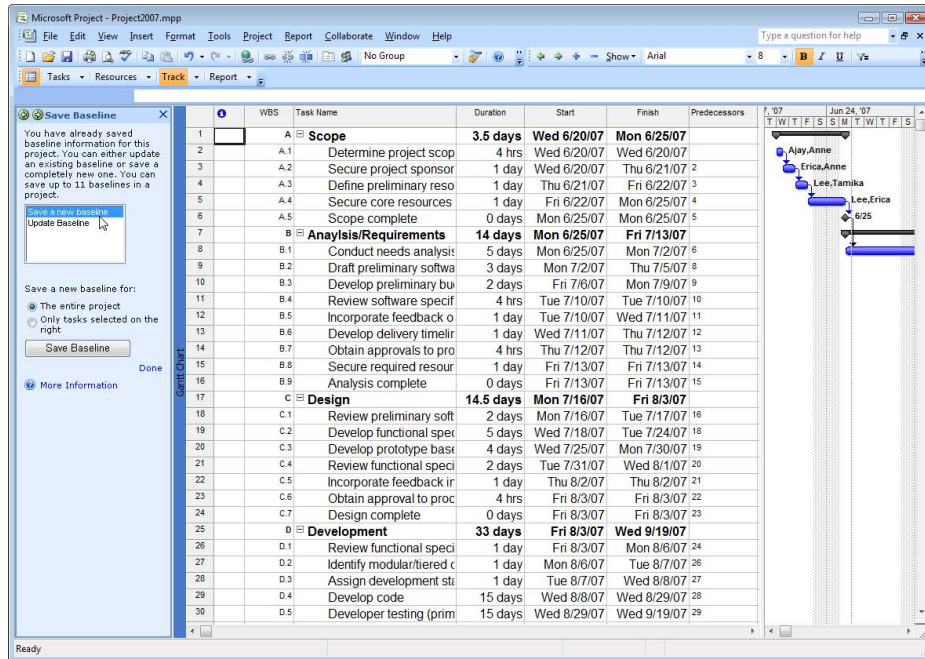 Microsoft Project - Project2007.mpp
File Edit View Insert Format Tools Project Report Collaborate Window Help
Type a question for help
No Group Show Arial 8 B I U
Tasks Resources Track Report
Save Baseline
You have already saved
baseline information for this
project. You can either update
an existing baseline or save a
completely new one. You can
save up to 11 baselines in a
project.
Save a new baseline
Update Baseline
Save a new baseline for:
The entire project
Only tasks selected on the
right
Save Baseline
Done
More Information
Gantt Chart
WBS Task Name Duration Start Finish Predecessors
1 A Scope 3.5 days Wed 6/20/07 Mon 6/25/07
2 A.1 Determine project scop 4 hrs Wed 6/20/07 Wed 6/20/07
3 A.2 Secure project sponsor 1 day Wed 6/20/07 Thu 6/21/07 2
4 A.3 Define preliminary reso 1 day Thu 6/21/07 Fri 6/22/07 3
5 A.4 Secure core resources 1 day Fri 6/22/07 Mon 6/25/07 4
6 A.5 Scope complete 0 days Mon 6/25/07 Mon 6/25/07 5
7 B Anaylsis/Requirements 14 days Mon 6/25/07 Fri 7/13/07
8 B.1 Conduct needs analysis 5 days Mon 6/25/07 Mon 7/2/07 6
9 B.2 Draft preliminary softwa 3 days Mon 7/2/07 Thu 7/5/07 8
10 B.3 Develop preliminary bu 2 days Fri 7/6/07 Mon 7/9/07 9
11 B.4 Review software specif 4 hrs Tue 7/10/07 Tue 7/10/07 10
12 B.5 Incorporate feedback o 1 day Tue 7/10/07 Wed 7/11/07 11
13 B.6 Develop delivery timelir 1 day Wed 7/11/07 Thu 7/12/07 12
14 B.7 Obtain approvals to pro 4 hrs Thu 7/12/07 Thu 7/12/07 13
15 B.8 Secure required resour 1 day Fri 7/13/07 Fri 7/13/07 14
16 B.9 Analysis complete 0 days Fri 7/13/07 Fri 7/13/07 15
17 C Design 14.5 days Mon 7/16/07 Fri 8/3/07
18 C.1 Review preliminary soft 2 days Mon 7/16/07 Tue 7/17/07 16
19 C.2 Develop functional spec 5 days Wed 7/18/07 Tue 7/24/07 18
20 C.3 Develop prototype base 4 days Wed 7/25/07 Mon 7/30/07 19
21 C.4 Review functional speci 2 days Tue 7/31/07 Wed 8/1/07 20
22 C.5 Incorporate feedback ir 1 day Thu 8/2/07 Thu 8/2/07 21
23 C.6 Obtain approval to proc 4 hrs Fri 8/3/07 Fri 8/3/07 22
24 C.7 Design complete 0 days Fri 8/3/07 Fri 8/3/07 23
25 D Development 33 days Fri 8/3/07 Wed 9/19/07
26 D.1 Review functional speci 1 day Fri 8/3/07 Mon 8/6/07 24
27 D.2 Identify modular/tiered c 1 day Mon 8/6/07 Tue 8/7/07 26
28 D.3 Assign development sta 1 day Tue 8/7/07 Wed 8/8/07 27
29 D.4 Develop code 15 days Wed 8/8/07 Wed 8/29/07 28
30 D.5 Developer testing (prim 15 days Wed 8/29/07 Wed 9/19/07 29
7, '07 Jun 24, '07
T W T F S S M T W T F S
Ajay,Anne
Erica,Anne
Lee,Tamika
Lee,Erica
6/25
Ready